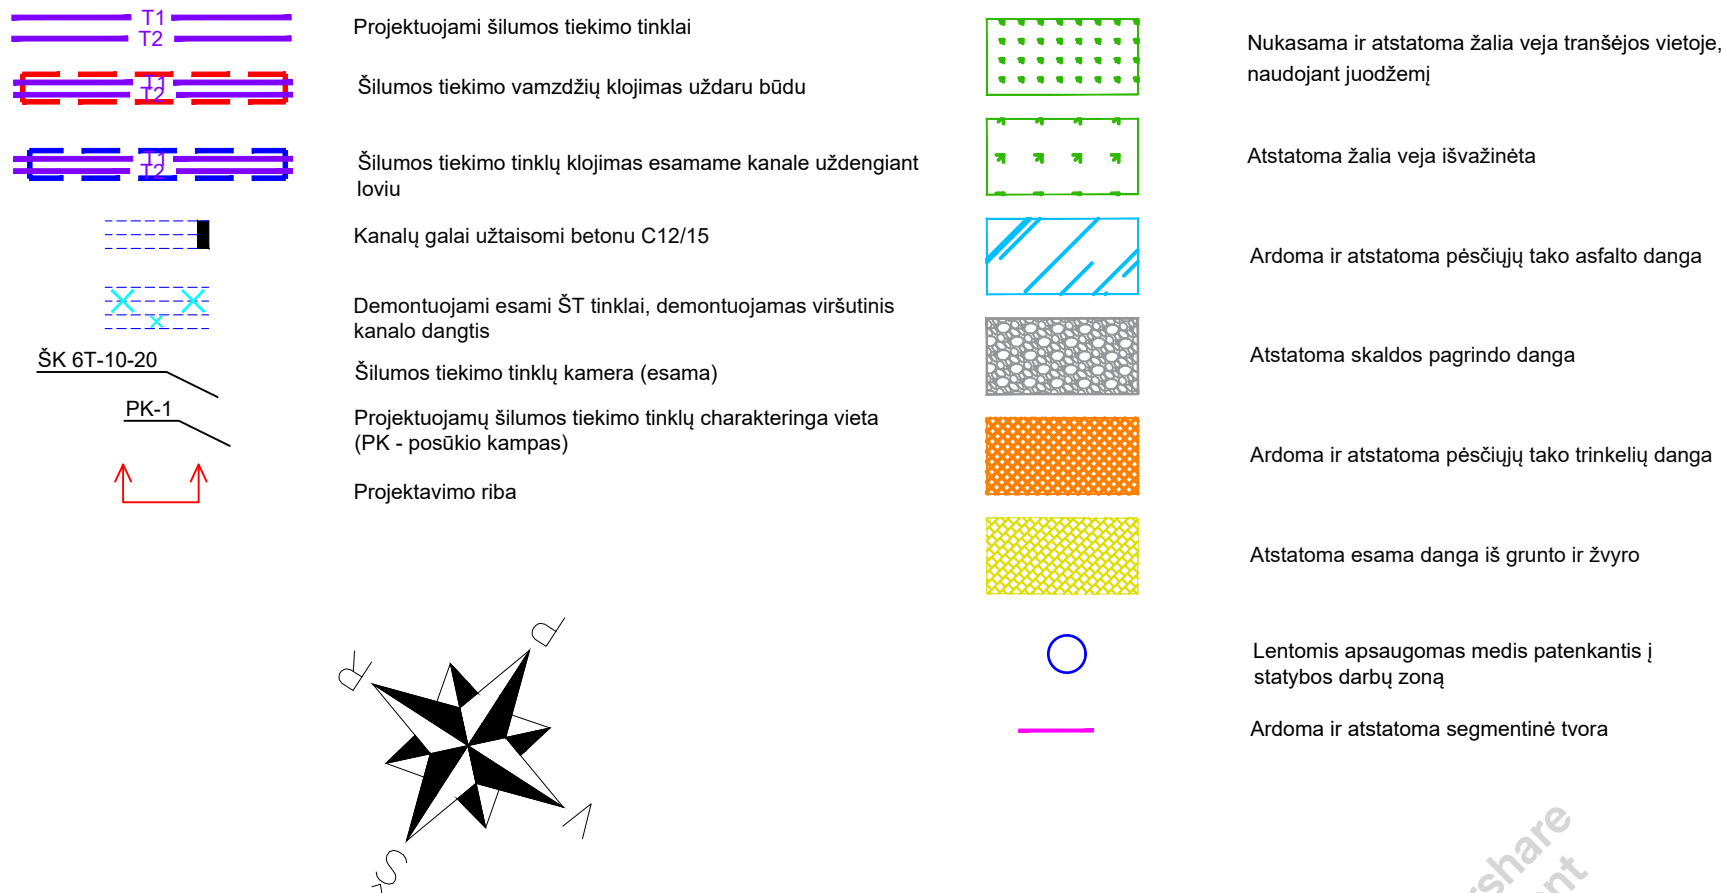 T1
T2
Projektuojami šilumos tiekimo tinklai
T1
T2
Šilumos tiekimo vamzdžių klojimas uždaru būdu
T1
T2
Šilumos tiekimo tinklų klojimas esamame kanale uždengiant
loviu
Kanalų galai užtaisomi betonu C12/15
Demontuojami esami ŠT tinklai, demontuojamas viršutinis
kanalo dangtis
ŠK 6T-10-20
Šilumos tiekimo tinklų kamera (esama)
PK-1
Projektuojamų šilumos tiekimo tinklų charakteringa vieta
(PK - posūkio kampas)
Projektavimo riba
P
R
V
Š
Nukasama ir atstatoma žalia veja tranšėjos vietoje,
naudojant juodžemį
Atstatoma žalia veja išvažinėta
Ardoma ir atstatoma pėsčiųjų tako asfalto danga
Atstatoma skaldos pagrindo danga
Ardoma ir atstatoma pėsčiųjų tako trinkelių danga
Atstatoma esama danga iš grunto ir žvyro
Lentomis apsaugomas medis patenkantis į
statybos darbų zoną
Ardoma ir atstatoma segmentinė tvora